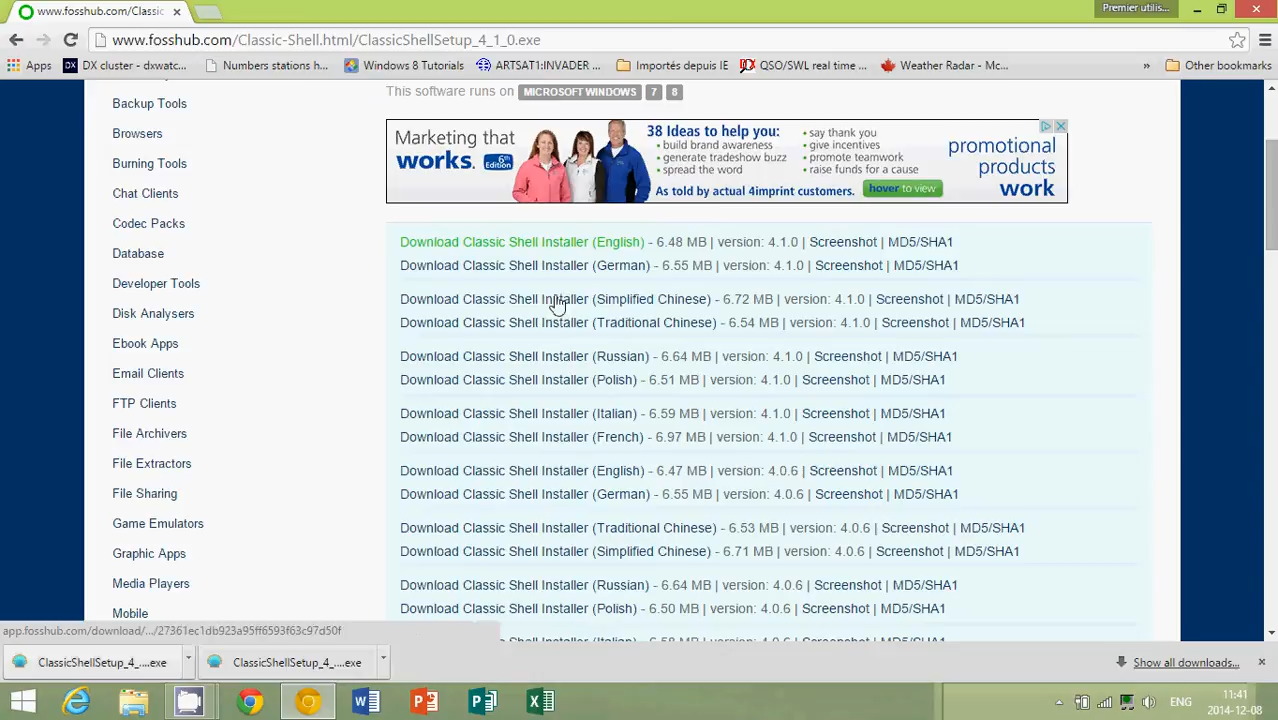 www.fosshub.com/Classic
Premier utilis...
www.fosshub.com/Classic-Shell.html/ClassicShellSetup_4_1_0.exe
Apps DX cluster - dxwatc... Numbers stations h... Windows 8 Tutorials ARTSAT1:INVADER ... Importés depuis IE QSO/SWL real time ... Weather Radar - Mc... » Other bookmarks
Backup Tools
Browsers
Burning Tools
Chat Clients
Codec Packs
Database
Developer Tools
Disk Analysers
Ebook Apps
Email Clients
FTP Clients
File Archivers
File Extractors
File Sharing
Game Emulators
Graphic Apps
Media Players
Mobile
This software runs on MICROSOFT WINDOWS 7 8
Marketing that
works. 6th Edition
38 Ideas to help you:
• build brand awareness
• generate tradeshow buzz
• spread the word
• say thank you
• give incentives
• promote teamwork
• raise funds for a cause
As told by actual 4imprint customers.
hover to view
promotional
products
work
Download Classic Shell Installer (English) - 6.48 MB | version: 4.1.0 | Screenshot | MD5/SHA1
Download Classic Shell Installer (German) - 6.55 MB | version: 4.1.0 | Screenshot | MD5/SHA1
Download Classic Shell Installer (Simplified Chinese) - 6.72 MB | version: 4.1.0 | Screenshot | MD5/SHA1
Download Classic Shell Installer (Traditional Chinese) - 6.54 MB | version: 4.1.0 | Screenshot | MD5/SHA1
Download Classic Shell Installer (Russian) - 6.64 MB | version: 4.1.0 | Screenshot | MD5/SHA1
Download Classic Shell Installer (Polish) - 6.51 MB | version: 4.1.0 | Screenshot | MD5/SHA1
Download Classic Shell Installer (Italian) - 6.59 MB | version: 4.1.0 | Screenshot | MD5/SHA1
Download Classic Shell Installer (French) - 6.97 MB | version: 4.1.0 | Screenshot | MD5/SHA1
Download Classic Shell Installer (English) - 6.47 MB | version: 4.0.6 | Screenshot | MD5/SHA1
Download Classic Shell Installer (German) - 6.55 MB | version: 4.0.6 | Screenshot | MD5/SHA1
Download Classic Shell Installer (Traditional Chinese) - 6.53 MB | version: 4.0.6 | Screenshot | MD5/SHA1
Download Classic Shell Installer (Simplified Chinese) - 6.71 MB | version: 4.0.6 | Screenshot | MD5/SHA1
Download Classic Shell Installer (Russian) - 6.64 MB | version: 4.0.6 | Screenshot | MD5/SHA1
Download Classic Shell Installer (Polish) - 6.50 MB | version: 4.0.6 | Screenshot | MD5/SHA1
Download Classic Shell Installer (Italian) - 6.58 MB | version: 4.0.6 | Screenshot | MD5/SHA1
app.fosshub.com/download/.../27361ec1db923a95ff6593f63c97d50f
ClassicShellSetup_4_....exe ClassicShellSetup_4_....exe Show all downloads...
ENG
11:41
2014-12-08